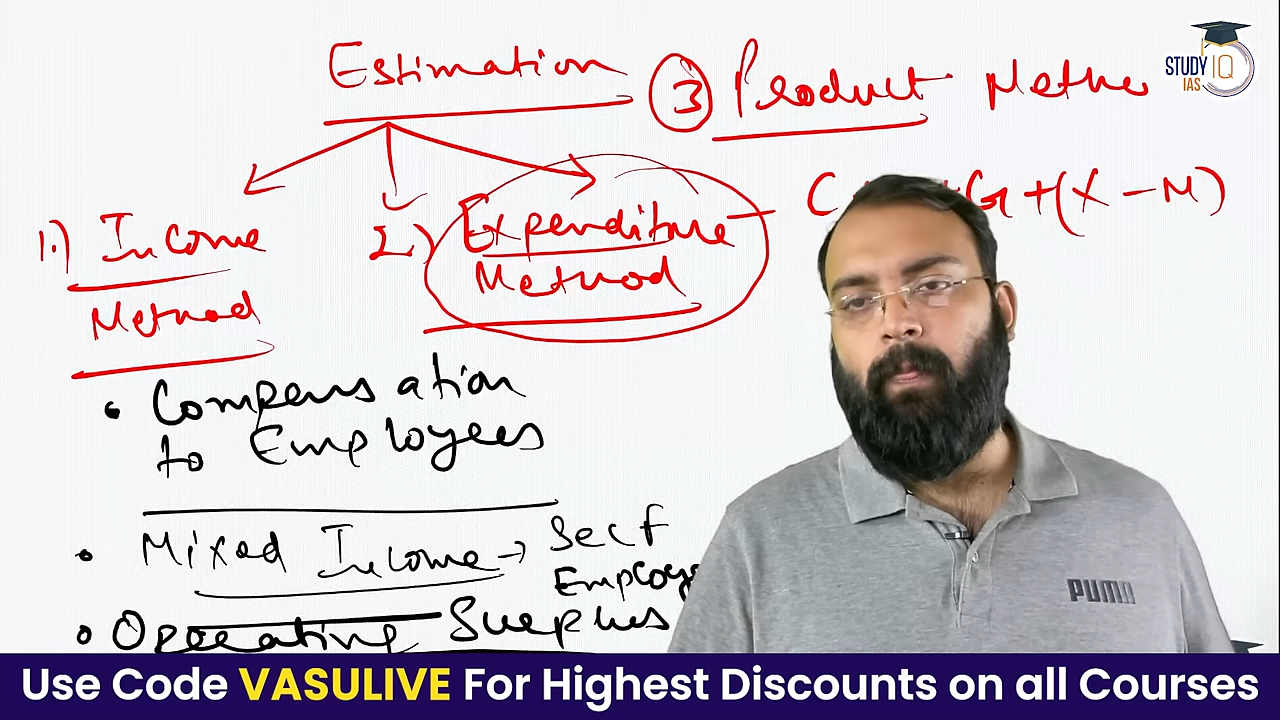 Estimation
③ Product Metho
STUDY IQ
IAS
1.) Income
Method
2.) Expenditure
Method
C + G + (X - M)
• Compensation
to Employees
• Mixed Income → Self
Employe
• Operating Surplus
PUMA
Use Code VASULIVE For Highest Discounts on all Courses